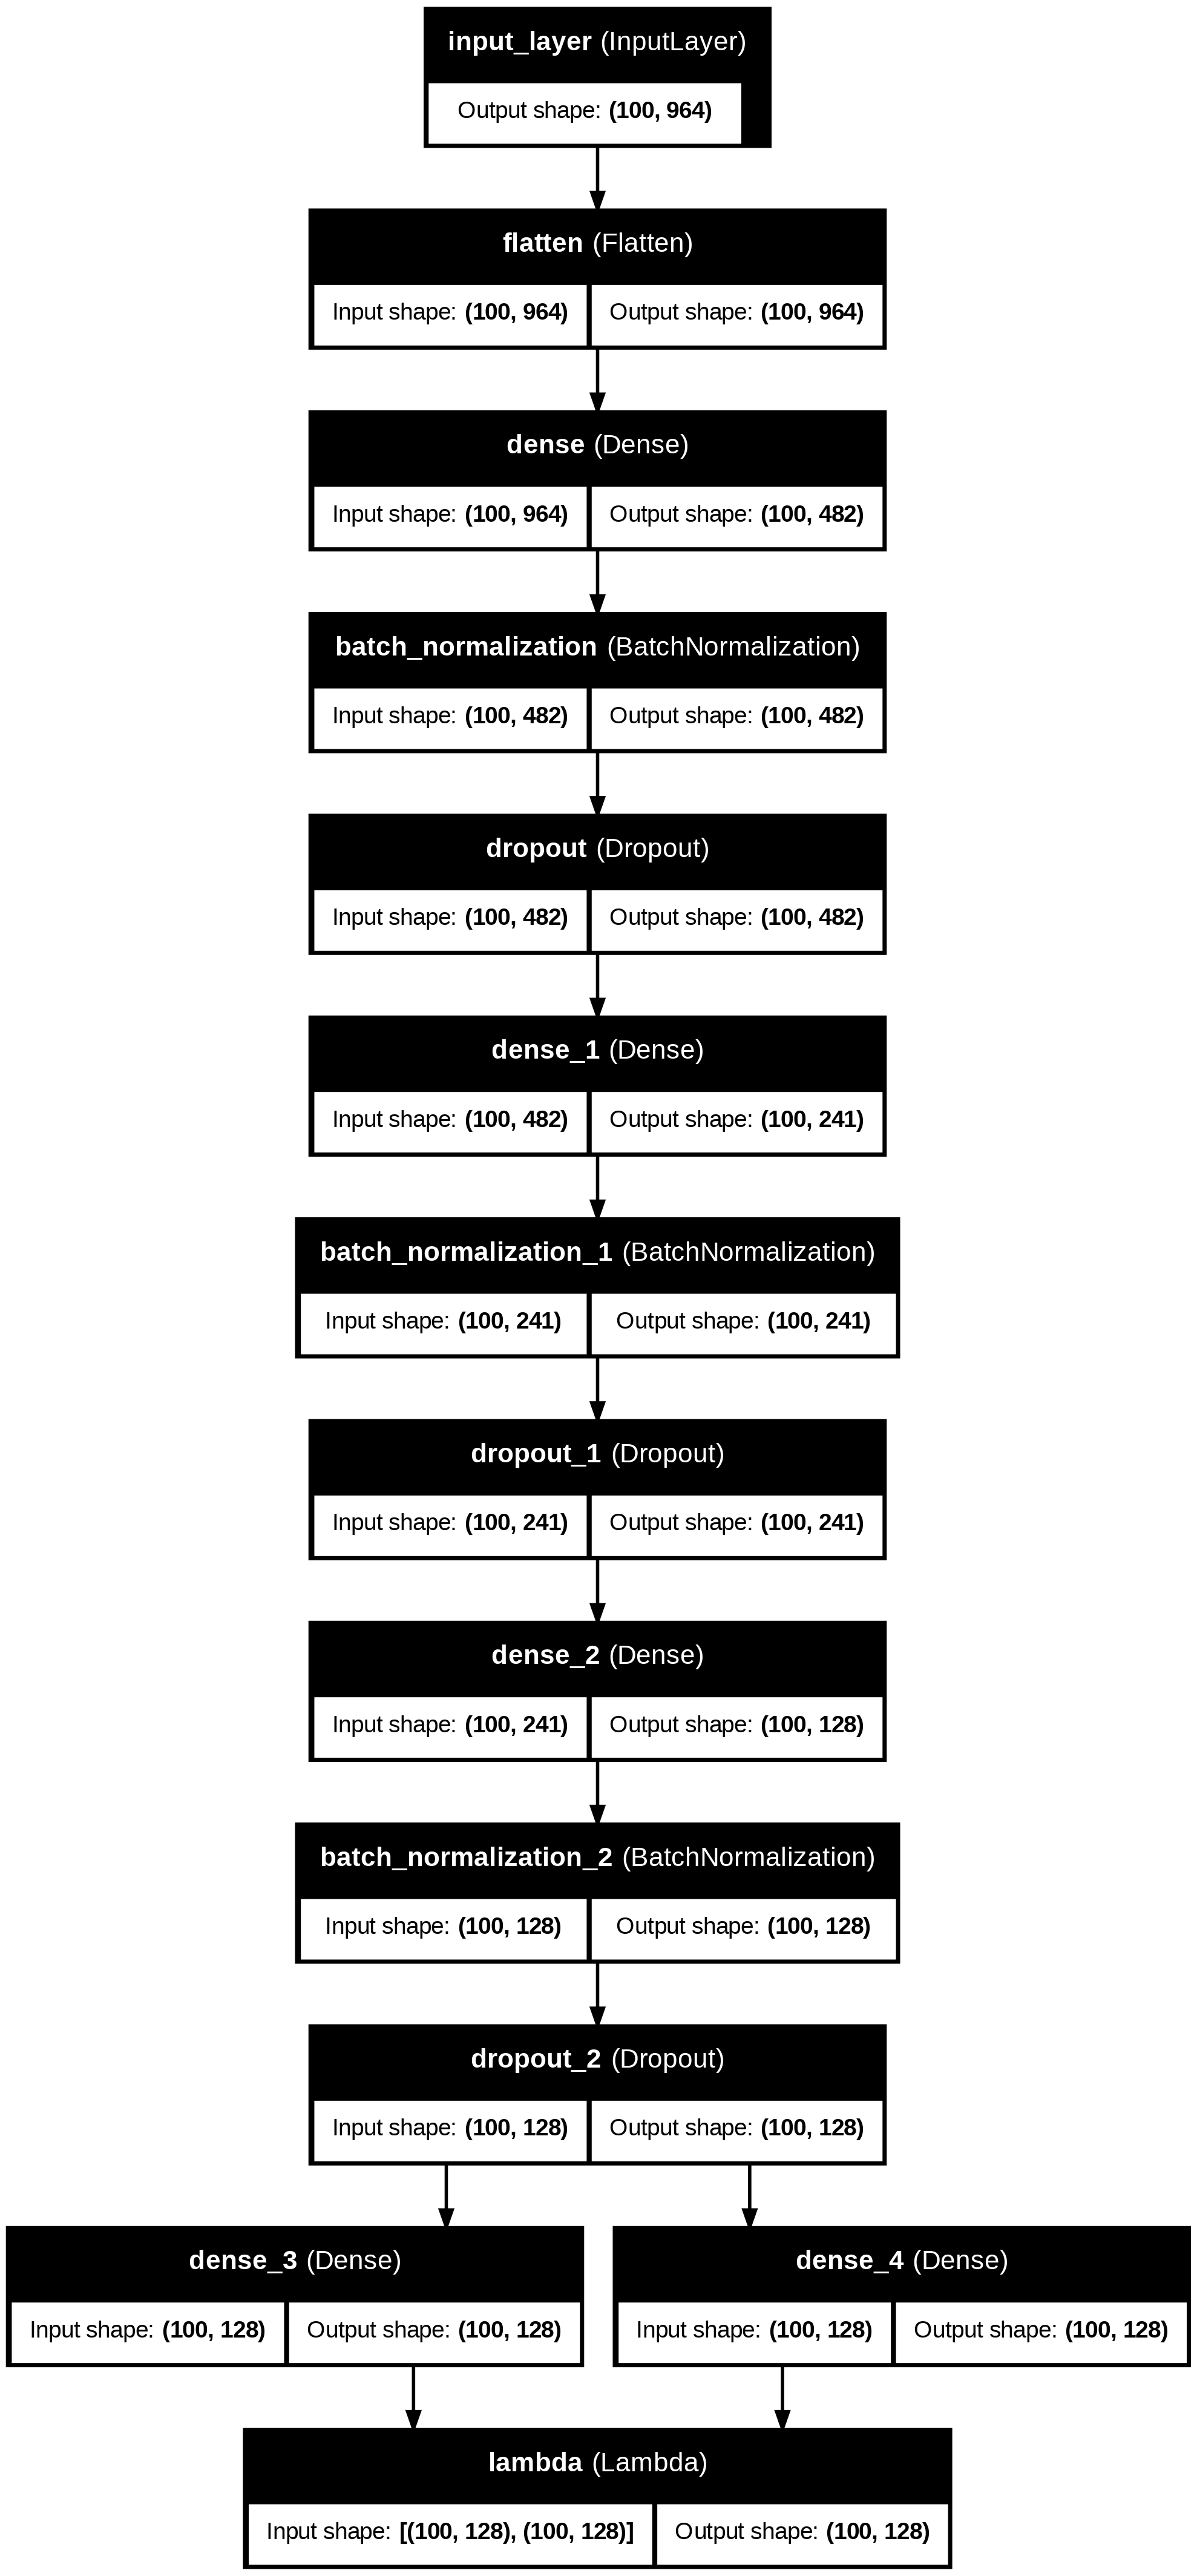 input_layer (InputLayer)
Output shape: (100, 964)
flatten (Flatten)
Input shape: (100, 964) Output shape: (100, 964)
dense (Dense)
Input shape: (100, 964) Output shape: (100, 482)
batch_normalization (BatchNormalization)
Input shape: (100, 482) Output shape: (100, 482)
dropout (Dropout)
Input shape: (100, 482) Output shape: (100, 482)
dense_1 (Dense)
Input shape: (100, 482) Output shape: (100, 241)
batch_normalization_1 (BatchNormalization)
Input shape: (100, 241) Output shape: (100, 241)
dropout_1 (Dropout)
Input shape: (100, 241) Output shape: (100, 241)
dense_2 (Dense)
Input shape: (100, 241) Output shape: (100, 128)
batch_normalization_2 (BatchNormalization)
Input shape: (100, 128) Output shape: (100, 128)
dropout_2 (Dropout)
Input shape: (100, 128) Output shape: (100, 128)
dense_3 (Dense)
Input shape: (100, 128) Output shape: (100, 128)
dense_4 (Dense)
Input shape: (100, 128) Output shape: (100, 128)
lambda (Lambda)
Input shape: [(100, 128), (100, 128)] Output shape: (100, 128)